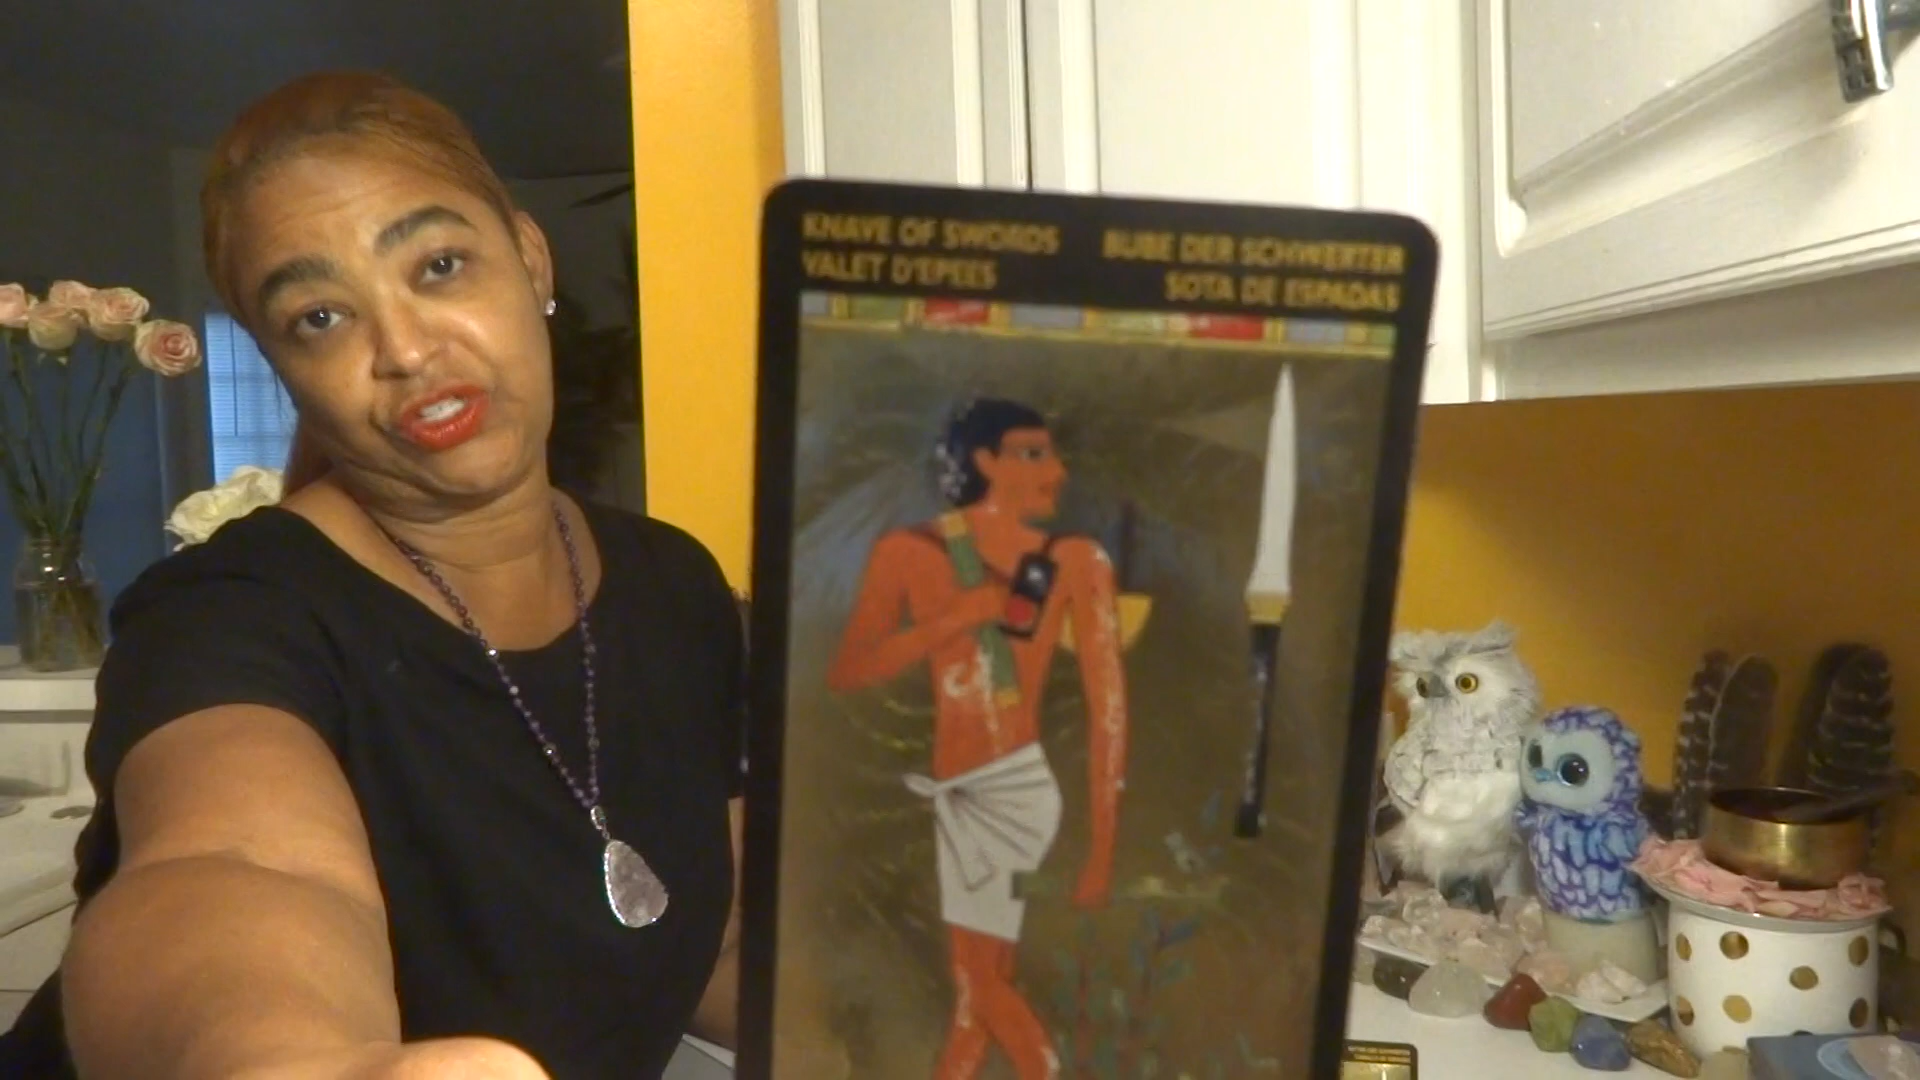 KNAVE OF SWORDS
VALET D'EPEES
BUBE DER SCHWERTER
SOTA DE ESPADAS